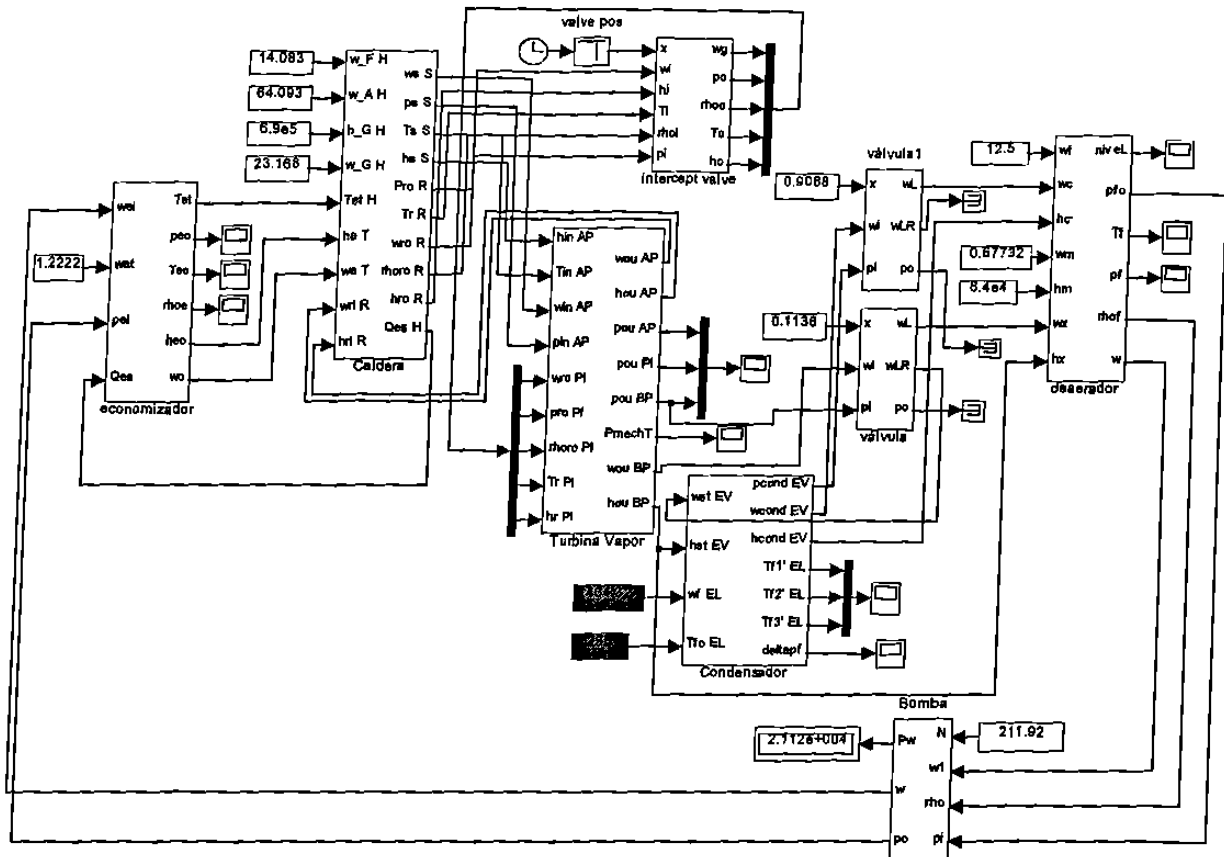 valve pos
14.083
64.093
6.9e5
23.168
w_F H
w_A H
h_G H
w_G H
Tet H
he T
we T
wri R
hri R
ws S
ps S
Ts S
hs S
Pro R
Tr R
wro R
rhoro R
hro R
Qes H
Caldera
x
wi
hi
Ti
rhoi
pi
wg
po
rhoo
To
ho
intercept valve
wei
wat
pei
Qes
Tet
peo
Teo
rhoe
heo
wo
economizador
1.2222
hin AP
Tin AP
win AP
pin AP
wro PI
pro PI
rhoro PI
Tr PI
hr PI
wou AP
hou AP
pou AP
pou PI
pou BP
PmechT
wou BP
hou BP
Turbina Vapor
válvula1
0.9068
x
wi
pi
wL
wLR
po
0.1136
x
wi
pi
wL
wLR
po
válvula
12.5
0.67732
8.4e4
wf
wc
hc
wm
hm
wx
hx
niveL
pfo
Tf
pf
rhof
w
deaerador
wst EV
hst EV
wf EL
Tfo EL
pcond EV
wcond EV
hcond EV
Tf1' EL
Tf2' EL
Tf3' EL
deltapf
Condensador
Bomba
2.112e+004
211.92
Pw
w
po
N
w1
rho
pi